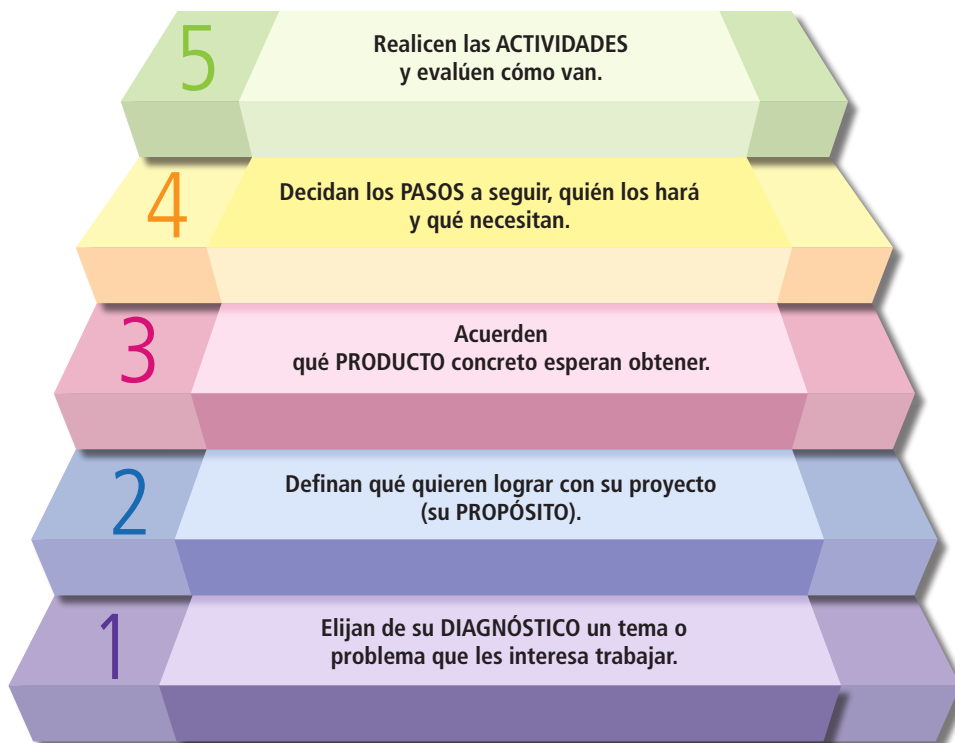 5
Realicen las ACTIVIDADES
y evalúen cómo van.
4
Decidan los PASOS a seguir, quién los hará
y qué necesitan.
3
Acuerden
qué PRODUCTO concreto esperan obtener.
2
Definan qué quieren lograr con su proyecto
(su PROPÓSITO).
1
Elijan de su DIAGNÓSTICO un tema o
problema que les interesa trabajar.